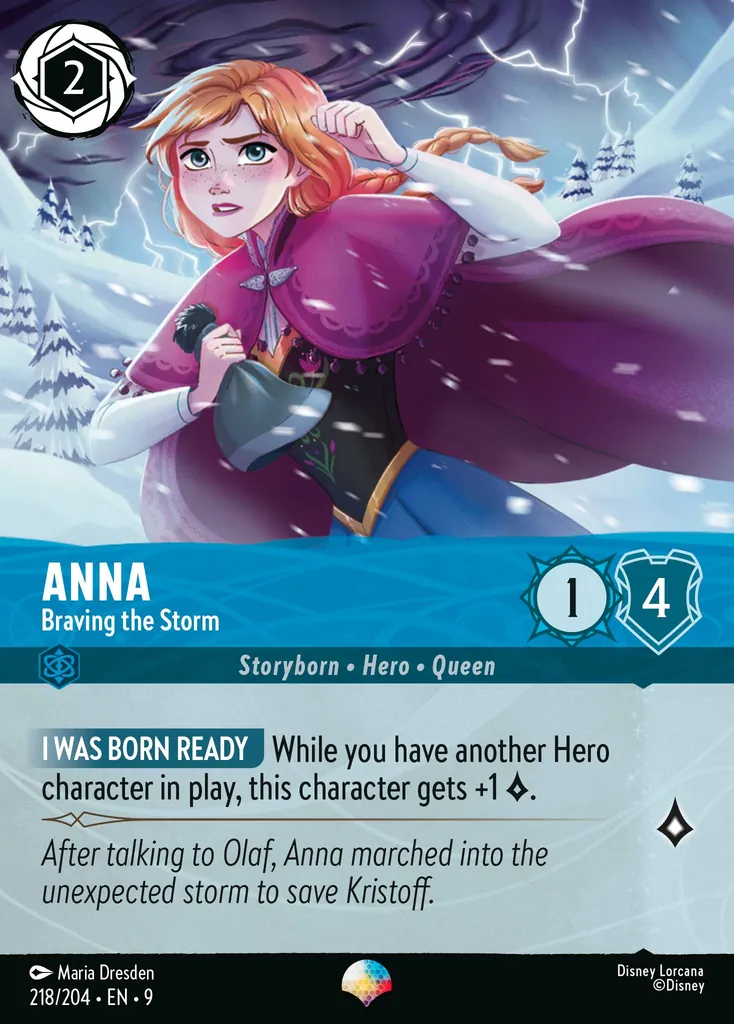 2
ANNA
Braving the Storm
1
4
Storyborn • Hero • Queen
I WAS BORN READY While you have another Hero
character in play, this character gets +1 .
After talking to Olaf, Anna marched into the
unexpected storm to save Kristoff.
Maria Dresden
218/204 • EN • 9
Disney Lorcana
©Disney